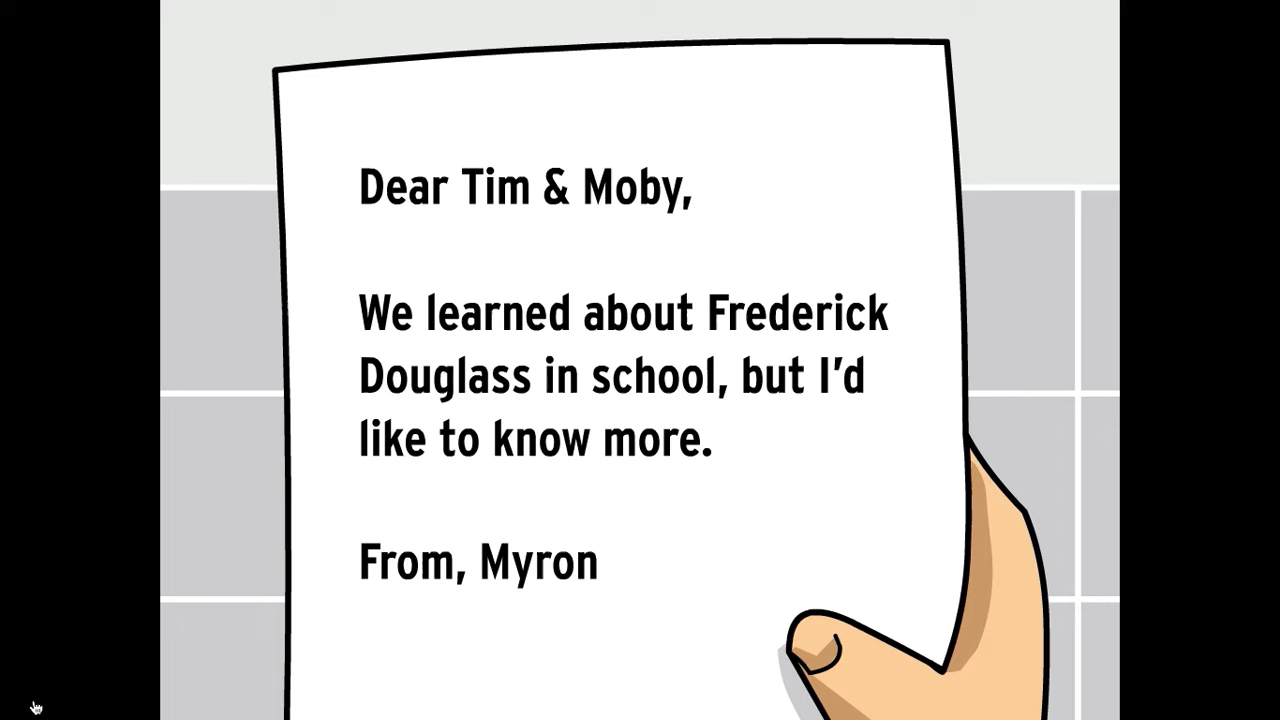 Dear Tim & Moby,
We learned about Frederick
Douglass in school, but I’d
like to know more.
From, Myron